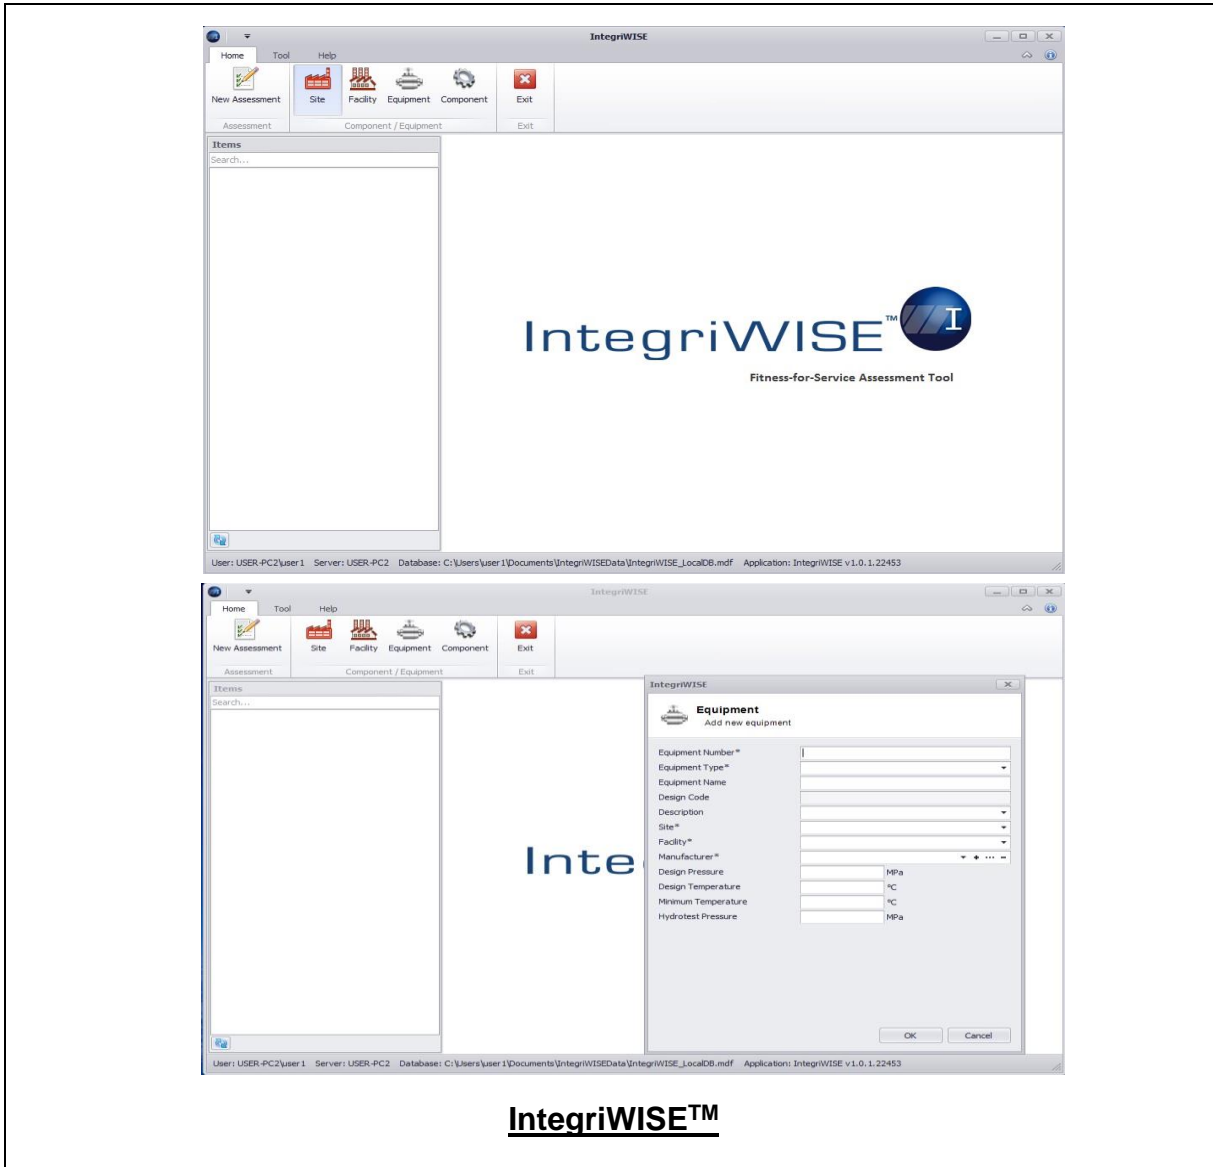 IntegriWISE
Home Tool Help
New Assessment Site Facility Equipment Component Exit
Assessment Component / Equipment Exit
Items
Search...
IntegriWISE™ I
Fitness-for-Service Assessment Tool
User: USER-PC2\user1 Server: USER-PC2 Database: C:\Users\user1\Documents\IntegriWISEData\IntegriWISE_LocalDB.mdf Application: IntegriWISE v1.0.1.22453
IntegriWISE
Home Tool Help
New Assessment Site Facility Equipment Component Exit
Assessment Component / Equipment Exit
Items
Search...
Inte
IntegriWISE
Equipment
Add new equipment
Equipment Number*
Equipment Type*
Equipment Name
Design Code
Description
Site*
Facility*
Manufacturer*
Design Pressure MPa
Design Temperature ºC
Minimum Temperature ºC
Hydrotest Pressure MPa
OK Cancel
User: USER-PC2\user1 Server: USER-PC2 Database: C:\Users\user1\Documents\IntegriWISEData\IntegriWISE_LocalDB.mdf Application: IntegriWISE v1.0.1.22453
IntegriWISE™